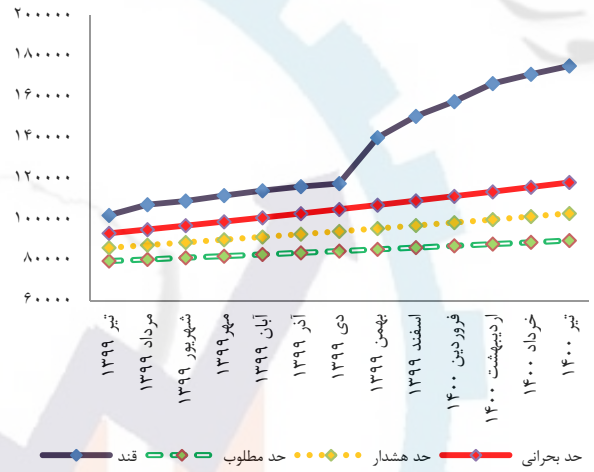 ۲۰۰۰۰۰
۱۸۰۰۰۰
۱۶۰۰۰۰
۱۴۰۰۰۰
۱۲۰۰۰۰
۱۰۰۰۰۰
۸۰۰۰۰
۶۰۰۰۰
تیر ۱۳۹۹
مرداد ۱۳۹۹
شهریور ۱۳۹۹
مهر۱۳۹۹
آبان ۱۳۹۹
آذر ۱۳۹۹
دی ۱۳۹۹
بهمن ۱۳۹۹
اسفند ۱۳۹۹
فروردین ۱۴۰۰
اردیبهشت ۱۴۰۰
خرداد ۱۴۰۰
تیر ۱۴۰۰
حد بحرانی حد هشدار حد مطلوب قند